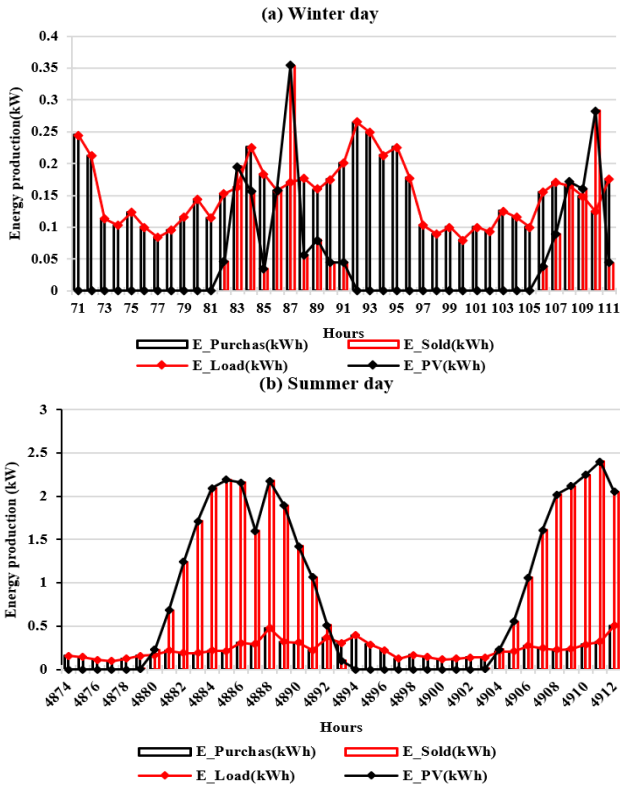 (a) Winter day
Energy production(kW)
0.4
0.35
0.3
0.25
0.2
0.15
0.1
0.05
0
71 73 75 77 79 81 83 85 87 89 91 93 95 97 99 101 103 105 107 109 111
Hours
E_Purchas(kWh) E_Sold(kWh)
E_Load(kWh) E_PV(kWh)
(b) Summer day
Energy production (kW)
3
2.5
2
1.5
1
0.5
0
4874 4876 4878 4880 4882 4884 4886 4888 4890 4892 4894 4896 4898 4900 4902 4904 4906 4908 4910 4912
Hours
E_Purchas(kWh) E_Sold(kWh)
E_Load(kWh) E_PV(kWh)